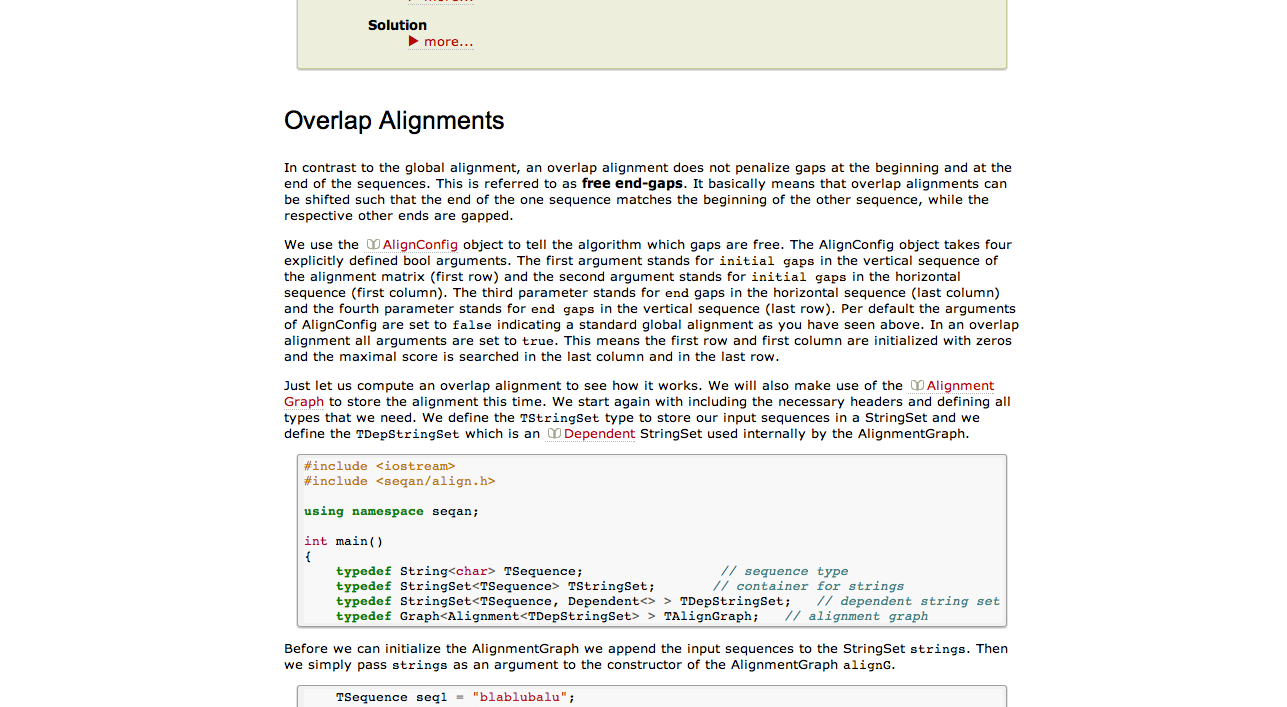 Solution
more...
Overlap Alignments
In contrast to the global alignment, an overlap alignment does not penalize gaps at the beginning and at the
end of the sequences. This is referred to as free end-gaps. It basically means that overlap alignments can
be shifted such that the end of the one sequence matches the beginning of the other sequence, while the
respective other ends are gapped.
We use the AlignConfig object to tell the algorithm which gaps are free. The AlignConfig object takes four
explicitly defined bool arguments. The first argument stands for initial gaps in the vertical sequence of
the alignment matrix (first row) and the second argument stands for initial gaps in the horizontal
sequence (first column). The third parameter stands for end gaps in the horizontal sequence (last column)
and the fourth parameter stands for end gaps in the vertical sequence (last row). Per default the arguments
of AlignConfig are set to false indicating a standard global alignment as you have seen above. In an overlap
alignment all arguments are set to true. This means the first row and first column are initialized with zeros
and the maximal score is searched in the last column and in the last row.
Just let us compute an overlap alignment to see how it works. We will also make use of the Alignment
Graph to store the alignment this time. We start again with including the necessary headers and defining all
types that we need. We define the TStringSet type to store our input sequences in a StringSet and we
define the TDepStringSet which is an Dependent StringSet used internally by the AlignmentGraph.
#include <iostream>
#include <seqan/align.h>
using namespace seqan;
int main()
{
typedef String<char> TSequence; // sequence type
typedef StringSet<TSequence> TStringSet; // container for strings
typedef StringSet<TSequence, Dependent<> > TDepStringSet; // dependent string set
typedef Graph<Alignment<TDepStringSet> > TAlignGraph; // alignment graph
Before we can initialize the AlignmentGraph we append the input sequences to the StringSet strings. Then
we simply pass strings as an argument to the constructor of the AlignmentGraph alignG.
TSequence seq1 = "blablubalu";